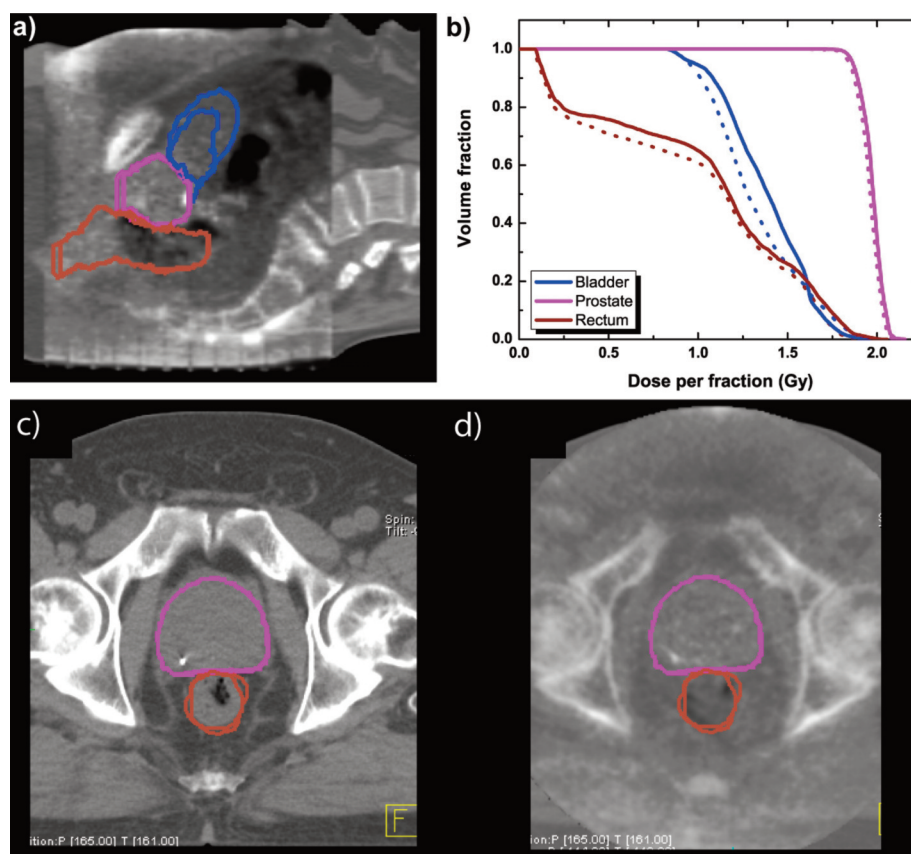 a)
b)
1.0
0.8
0.6
0.4
0.2
0.0
Volume fraction
Bladder
Prostate
Rectum
0.0 0.5 1.0 1.5 2.0
Dose per fraction (Gy)
c)
Spin:
Tilt:
F
ition:P [165.00] T [161.00]
d)
ition:P [165.00] T [161.00]